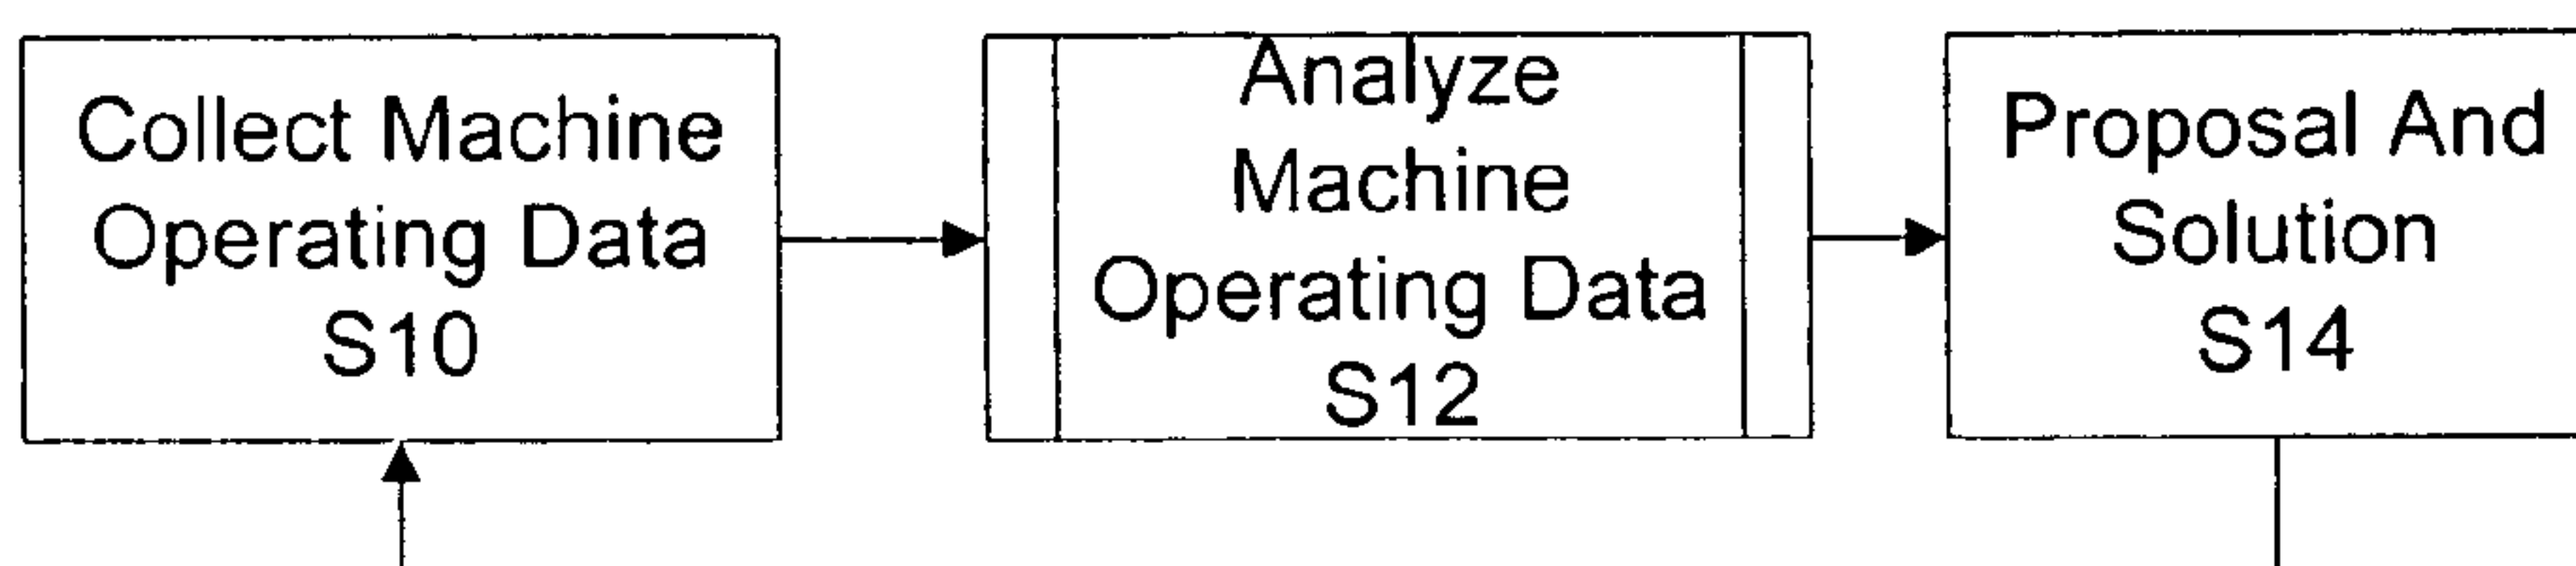 Collect Machine
Operating Data
S10
Analyze
Machine
Operating Data
S12
Proposal And
Solution
S14